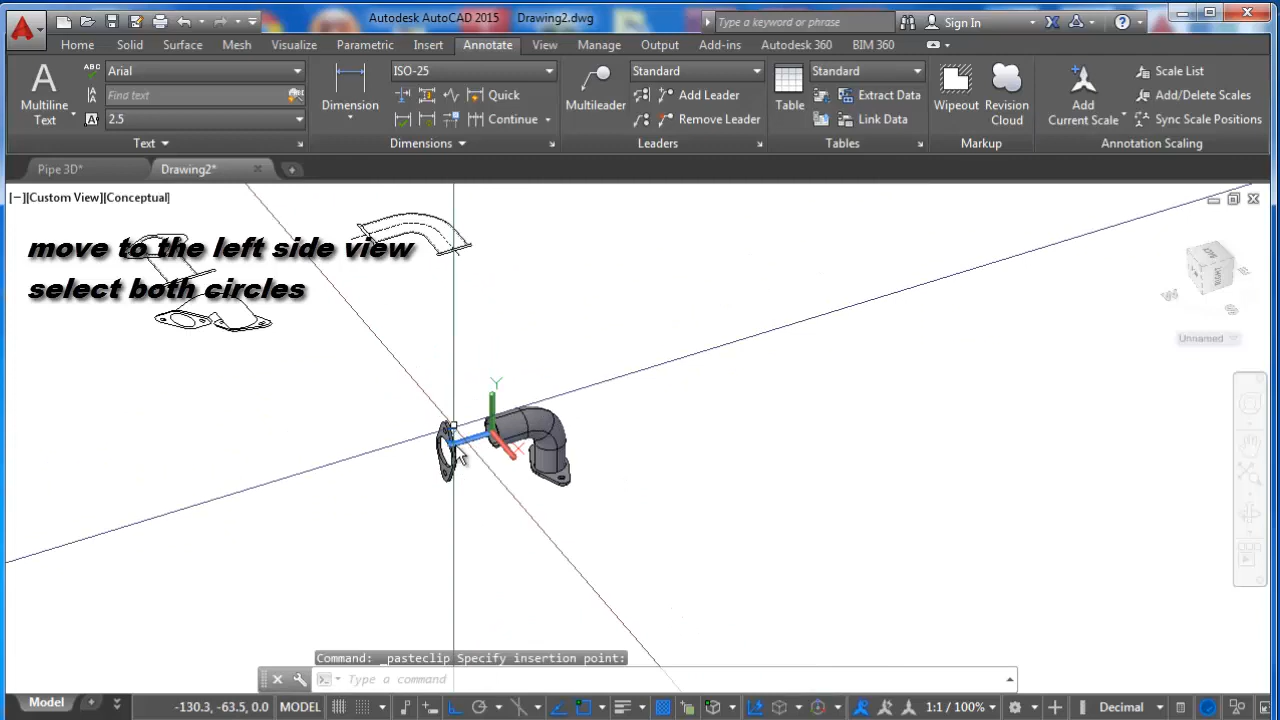 Autodesk AutoCAD 2015 Drawing2.dwg
Type a keyword or phrase
Sign In
Home Solid Surface Mesh Visualize Parametric Insert Annotate View Manage Output Add-ins Autodesk 360 BIM 360
Multiline
Text
ABC
Arial
Find text
2.5
Dimension
ISO-25
Quick
Continue
Multileader
Standard
Add Leader
Remove Leader
Table
Standard
Extract Data
Link Data
Wipeout
Revision
Cloud
Add
Current Scale
Scale List
Add/Delete Scales
Sync Scale Positions
Text Dimensions Leaders Tables Markup Annotation Scaling
Pipe 3D* Drawing2*
[−][Custom View][Conceptual]
move to the left side view
select both circles
Unnamed
Y
X
Command: _pasteclip Specify insertion point:
Type a command
Model
-130.3, -63.5, 0.0 MODEL
1:1 / 100%
Decimal